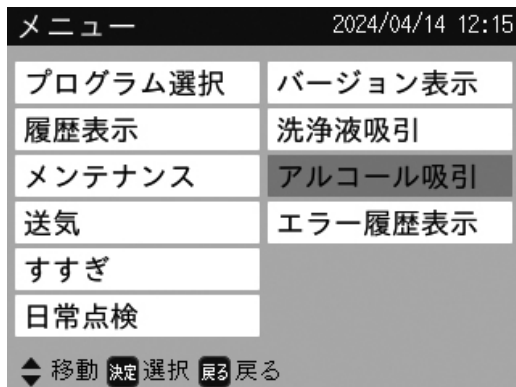 メニュー 2024/04/14 12:15
プログラム選択
履歴表示
メンテナンス
送気
すすぎ
日常点検
バージョン表示
洗浄液吸引
アルコール吸引
エラー履歴表示
移動 決定 選択 戻る 戻る